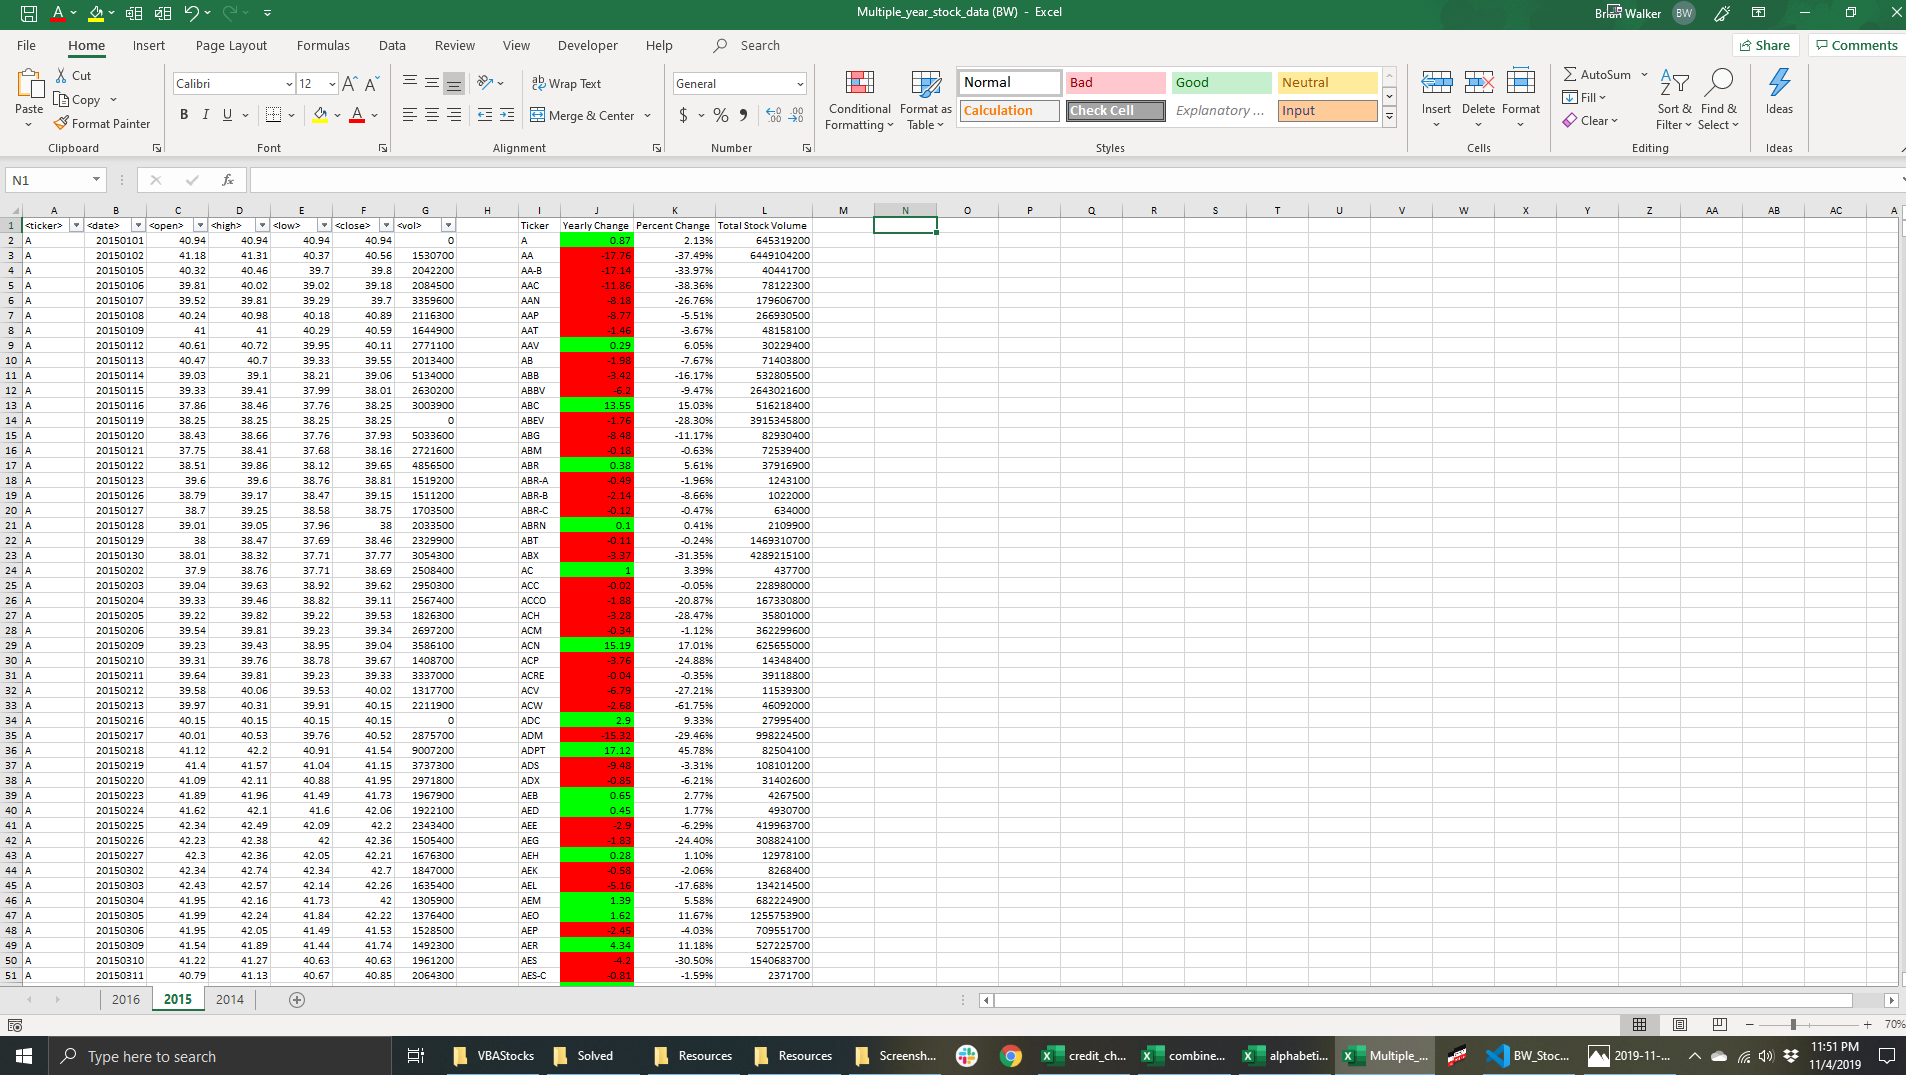 Multiple_year_stock_data (BW) - Excel
Brian Walker BW
File Home Insert Page Layout Formulas Data Review View Developer Help Search Share Comments
Paste Cut Copy Format Painter Clipboard
Calibri 12 A A B I U Font
Wrap Text Merge & Center Alignment
General $ % Number
Conditional Formatting Format as Table
Normal Bad Good Neutral
Calculation Check Cell Explanatory ... Input
Styles
Insert Delete Format Cells
AutoSum Fill Clear Sort & Filter Find & Select Editing
Ideas Ideas
N1 fx
A B C D E F G H I J K L M N O P Q R S T U V W X Y Z AA AB AC A
1 <ticker> <date> <open> <high> <low> <close> <vol> Ticker Yearly Change Percent Change Total Stock Volume
2 A 20150101 40.94 40.94 40.94 40.94 0 A 0.87 2.13% 645319200
3 A 20150102 41.18 41.31 40.37 40.56 1530700 AA -17.76 -37.49% 6449104200
4 A 20150105 40.32 40.46 39.7 39.8 2042200 AA-B -17.14 -33.97% 40441700
5 A 20150106 39.81 40.02 39.02 39.18 2084500 AAC -11.86 -38.36% 78122300
6 A 20150107 39.52 39.81 39.29 39.7 3359600 AAN -8.18 -26.76% 179606700
7 A 20150108 40.24 40.98 40.18 40.89 2116300 AAP -8.77 -5.51% 266930500
8 A 20150109 41 41 40.29 40.59 1644900 AAT -1.46 -3.67% 48158100
9 A 20150112 40.61 40.72 39.95 40.11 2771100 AAV 0.29 6.05% 30229400
10 A 20150113 40.47 40.7 39.33 39.55 2013400 AB -1.98 -7.67% 71403800
11 A 20150114 39.03 39.1 38.21 39.06 5134000 ABB -3.42 -16.17% 532805500
12 A 20150115 39.33 39.41 37.99 38.01 2630200 ABBV -6.2 -9.47% 2643021600
13 A 20150116 37.86 38.46 37.76 38.25 3003900 ABC 13.55 15.03% 516218400
14 A 20150119 38.25 38.25 38.25 38.25 0 ABEV -1.76 -28.30% 3915345800
15 A 20150120 38.43 38.66 37.76 37.93 5033600 ABG -8.48 -11.17% 82930400
16 A 20150121 37.75 38.41 37.68 38.16 2721600 ABM -0.18 -0.63% 72539400
17 A 20150122 38.51 39.86 38.12 39.65 4856500 ABR 0.38 5.61% 37916900
18 A 20150123 39.6 39.6 38.76 38.81 1519200 ABR-A -0.49 -1.96% 1243100
19 A 20150126 38.79 39.17 38.47 39.15 1511200 ABR-B -2.14 -8.66% 1022000
20 A 20150127 38.7 39.25 38.58 38.75 1703500 ABR-C -0.12 -0.47% 634000
21 A 20150128 39.01 39.05 37.96 38 2033500 ABRN 0.1 0.41% 2109900
22 A 20150129 38 38.47 37.69 38.46 2329900 ABT -0.11 -0.24% 1469310700
23 A 20150130 38.01 38.32 37.71 37.77 3054300 ABX -3.37 -31.35% 4289215100
24 A 20150202 37.9 38.76 37.71 38.69 2508400 AC 1 3.39% 437700
25 A 20150203 39.04 39.63 38.92 39.62 2950300 ACC -0.02 -0.05% 228980000
26 A 20150204 39.33 39.46 38.82 39.11 2567400 ACCO -1.88 -20.87% 167330800
27 A 20150205 39.22 39.82 39.22 39.53 1826300 ACH -3.28 -28.47% 35801000
28 A 20150206 39.54 39.81 39.23 39.34 2697200 ACM -0.34 -1.12% 362299600
29 A 20150209 39.23 39.43 38.95 39.04 3586100 ACN 15.19 17.01% 625655000
30 A 20150210 39.31 39.76 38.78 39.67 1408700 ACP -3.76 -24.88% 14348400
31 A 20150211 39.64 39.81 39.23 39.33 3337000 ACRE -0.04 -0.35% 39118800
32 A 20150212 39.58 40.06 39.53 40.02 1317700 ACV -6.79 -27.21% 11539300
33 A 20150213 39.97 40.31 39.91 40.15 2211900 ACW -2.68 -61.75% 46092000
34 A 20150216 40.15 40.15 40.15 40.15 0 ADC 2.9 9.33% 27995400
35 A 20150217 40.01 40.53 39.76 40.52 2875700 ADM -15.32 -29.46% 998224500
36 A 20150218 41.12 42.2 40.91 41.54 9007200 ADPT 17.12 45.78% 82504100
37 A 20150219 41.4 41.57 41.04 41.15 3737300 ADS -9.48 -3.31% 108101200
38 A 20150220 41.09 42.11 40.88 41.95 2971800 ADX -0.85 -6.21% 31402600
39 A 20150223 41.89 41.96 41.49 41.73 1967900 AEB 0.65 2.77% 4267500
40 A 20150224 41.62 42.1 41.6 42.06 1922100 AED 0.45 1.77% 4930700
41 A 20150225 42.34 42.49 42.09 42.2 2343400 AEE -2.9 -6.29% 419963700
42 A 20150226 42.23 42.38 42 42.36 1505400 AEG -1.83 -24.40% 308824100
43 A 20150227 42.3 42.36 42.05 42.21 1676300 AEH 0.28 1.10% 12978100
44 A 20150302 42.34 42.74 42.34 42.7 1847000 AEK -0.58 -2.06% 8268400
45 A 20150303 42.43 42.57 42.14 42.26 1635400 AEL -5.16 -17.68% 134214500
46 A 20150304 41.95 42.16 41.73 42 1305900 AEM 1.39 5.58% 682224900
47 A 20150305 41.99 42.24 41.84 42.22 1376400 AEO 1.62 11.67% 1255753900
48 A 20150306 41.95 42.05 41.49 41.53 1528500 AEP -2.45 -4.03% 709551700
49 A 20150309 41.54 41.89 41.44 41.74 1492300 AER 4.34 11.18% 527225700
50 A 20150310 41.22 41.27 40.63 40.63 1961200 AES -4.2 -30.50% 1540683700
51 A 20150311 40.79 41.13 40.67 40.85 2064300 AES-C -0.81 -1.59% 2371700
2016 2015 2014
70%
Type here to search VBAStocks Solved Resources Resources Screensh... credit_ch... combine... alphabeti... Multiple_... BW_Stoc... 2019-11-... 11:51 PM
11/4/2019